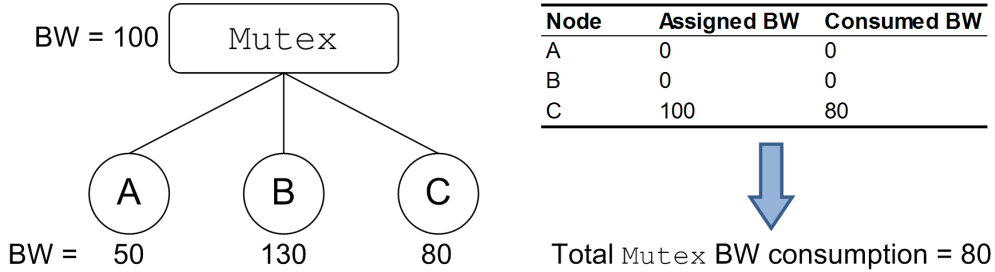 BW = 100 Mutex
A B C
BW = 50 130 80
Node Assigned BW Consumed BW
A 0 0
B 0 0
C 100 80
Total Mutex BW consumption = 80